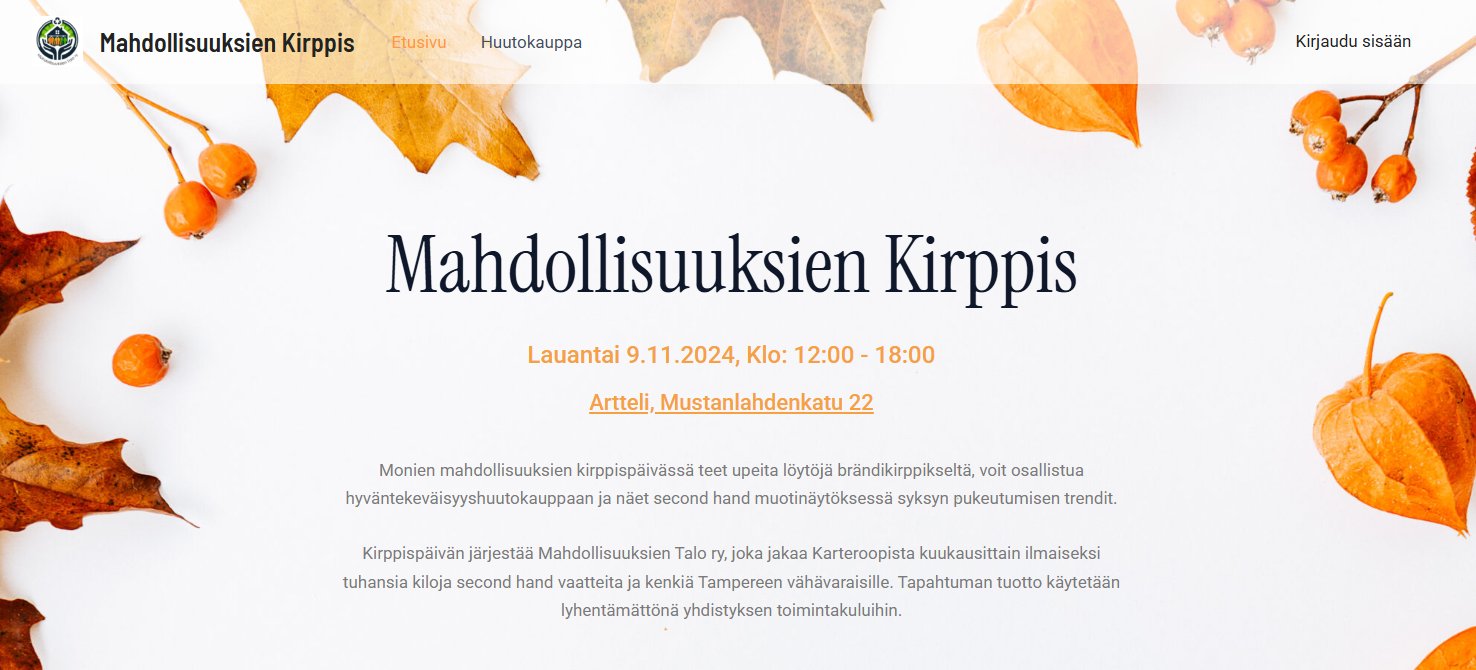 Mahdollisuuksien Kirppis
Etusivu
Huutokauppa
Kirjaudu sisään
Mahdollisuuksien Kirppis
Lauantai 9.11.2024, Klo: 12:00 - 18:00
Artteli, Mustanlahdenkatu 22
Monien mahdollisuuksien kirppispäivässä teet upeita löytöjä brändikirppikseltä, voit osallistua
hyväntekeväisyyshuutokauppaan ja näet second hand muotinäytöksessä syksyn pukeutumisen trendit.
Kirppispäivän järjestää Mahdollisuuksien Talo ry, joka jakaa Karteroopista kuukausittain ilmaiseksi
tuhansia kiloja second hand vaatteita ja kenkiä Tampereen vähävaraisille. Tapahtuman tuotto käytetään
lyhentämättönä yhdistyksen toimintakuluihin.